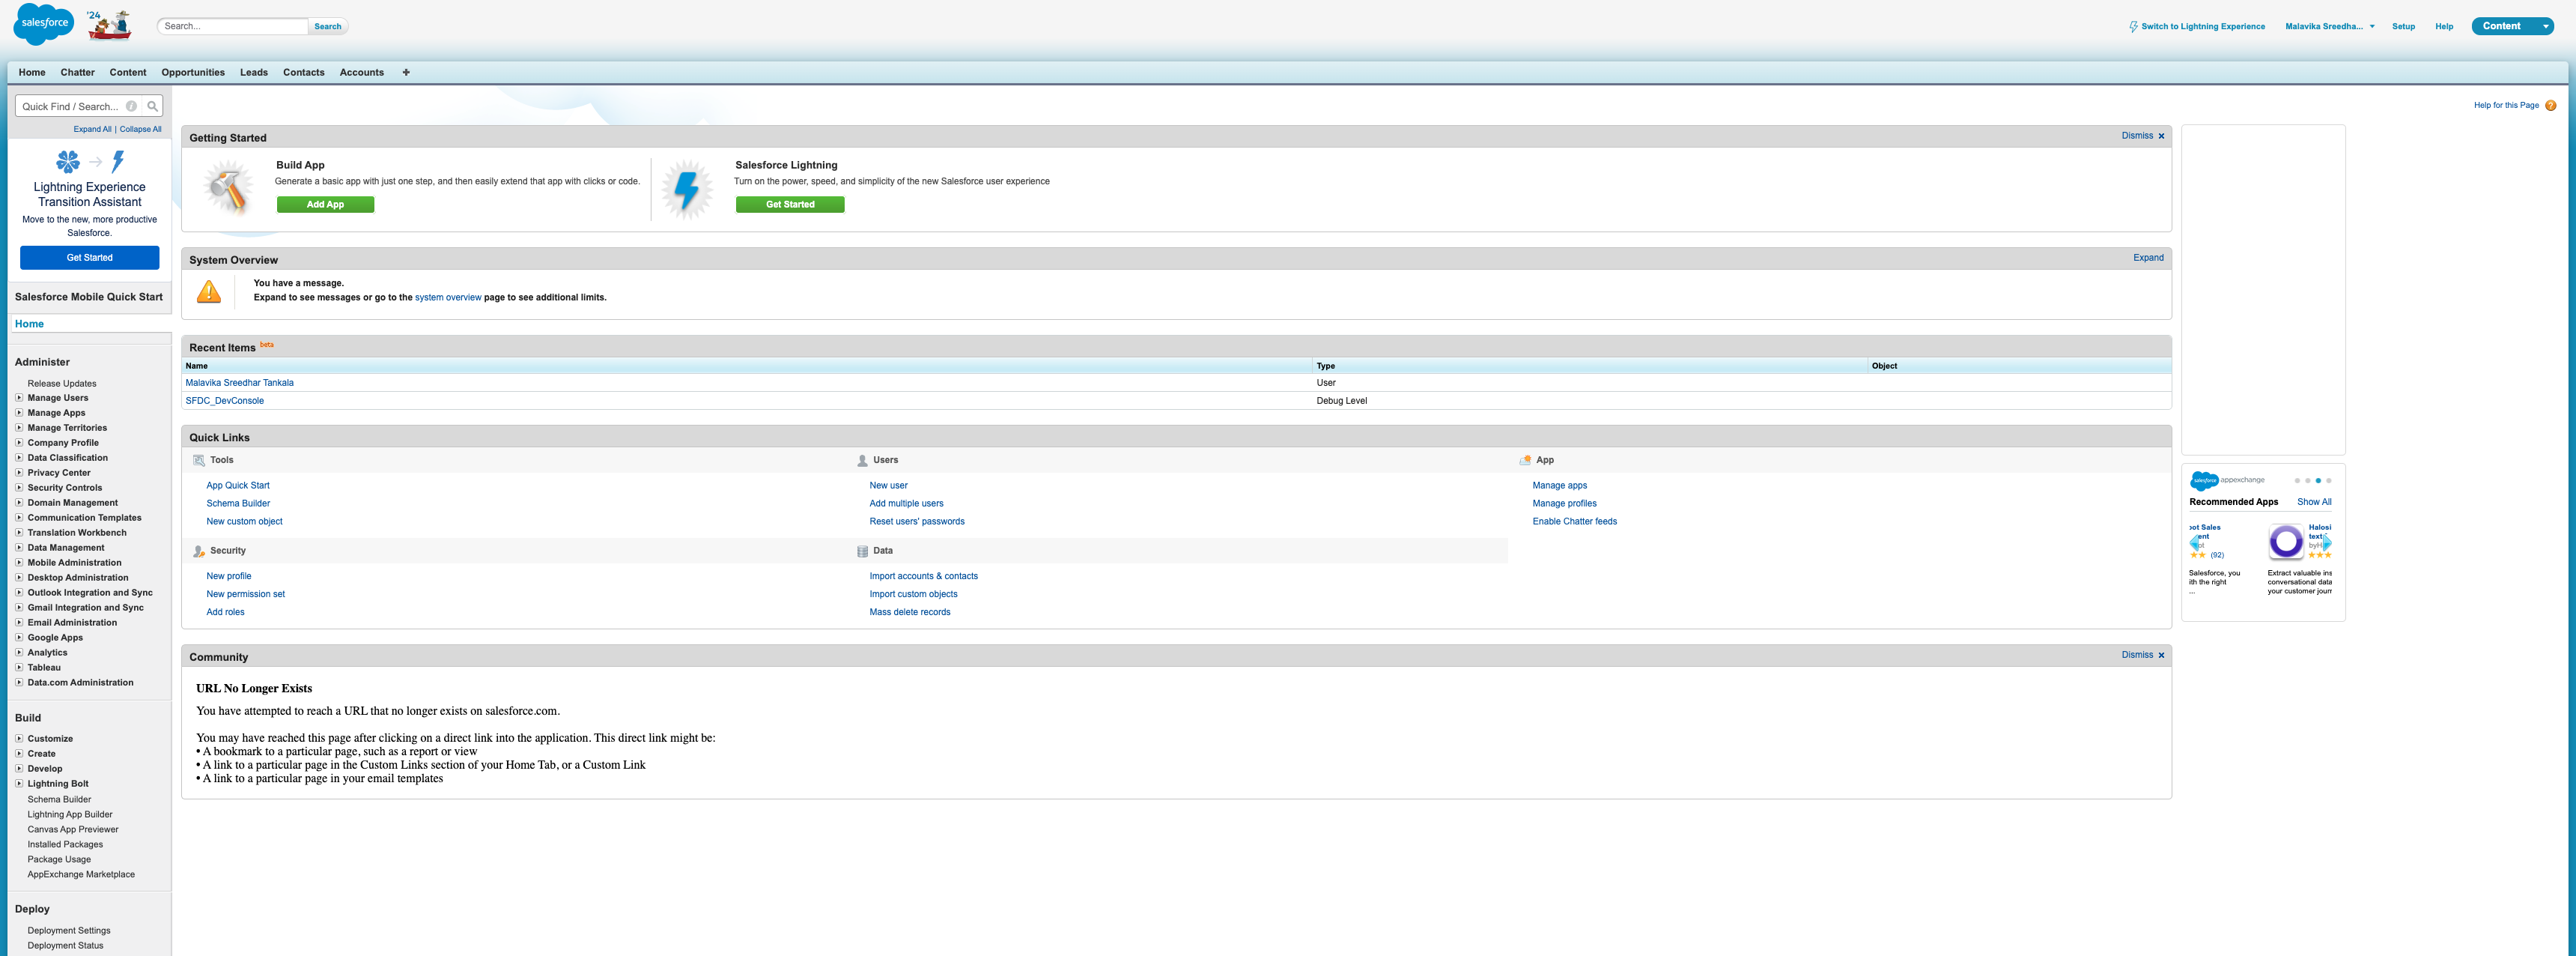 salesforce
'24
Search...
Search
Switch to Lightning Experience
Malavika Sreedha...
Setup
Help
Content
Home
Chatter
Content
Opportunities
Leads
Contacts
Accounts
+
Quick Find / Search...
Expand All | Collapse All
Lightning Experience
Transition Assistant
Move to the new, more productive
Salesforce.
Get Started
Salesforce Mobile Quick Start
Home
Administer
Release Updates
Manage Users
Manage Apps
Manage Territories
Company Profile
Data Classification
Privacy Center
Security Controls
Domain Management
Communication Templates
Translation Workbench
Data Management
Mobile Administration
Desktop Administration
Outlook Integration and Sync
Gmail Integration and Sync
Email Administration
Google Apps
Analytics
Tableau
Data.com Administration
Build
Customize
Create
Develop
Lightning Bolt
Schema Builder
Lightning App Builder
Canvas App Previewer
Installed Packages
Package Usage
AppExchange Marketplace
Deploy
Deployment Settings
Deployment Status
Help for this Page
Getting Started
Dismiss
Build App
Generate a basic app with just one step, and then easily extend that app with clicks or code.
Add App
Salesforce Lightning
Turn on the power, speed, and simplicity of the new Salesforce user experience
Get Started
System Overview
Expand
You have a message.
Expand to see messages or go to the system overview page to see additional limits.
Recent Items beta
Name Type Object
Malavika Sreedhar Tankala User
SFDC_DevConsole Debug Level
Quick Links
Tools
App Quick Start
Schema Builder
New custom object
Users
New user
Add multiple users
Reset users' passwords
App
Manage apps
Manage profiles
Enable Chatter feeds
Security
New profile
New permission set
Add roles
Data
Import accounts & contacts
Import custom objects
Mass delete records
Community
Dismiss
URL No Longer Exists
You have attempted to reach a URL that no longer exists on salesforce.com.
You may have reached this page after clicking on a direct link into the application. This direct link might be:
• A bookmark to a particular page, such as a report or view
• A link to a particular page in the Custom Links section of your Home Tab, or a Custom Link
• A link to a particular page in your email templates
salesforce appexchange
Recommended Apps
Show All
Sales
(92)
Salesforce, you
ith the right
...
Halosi
text
by
Extract valuable ins
conversational data
your customer journ